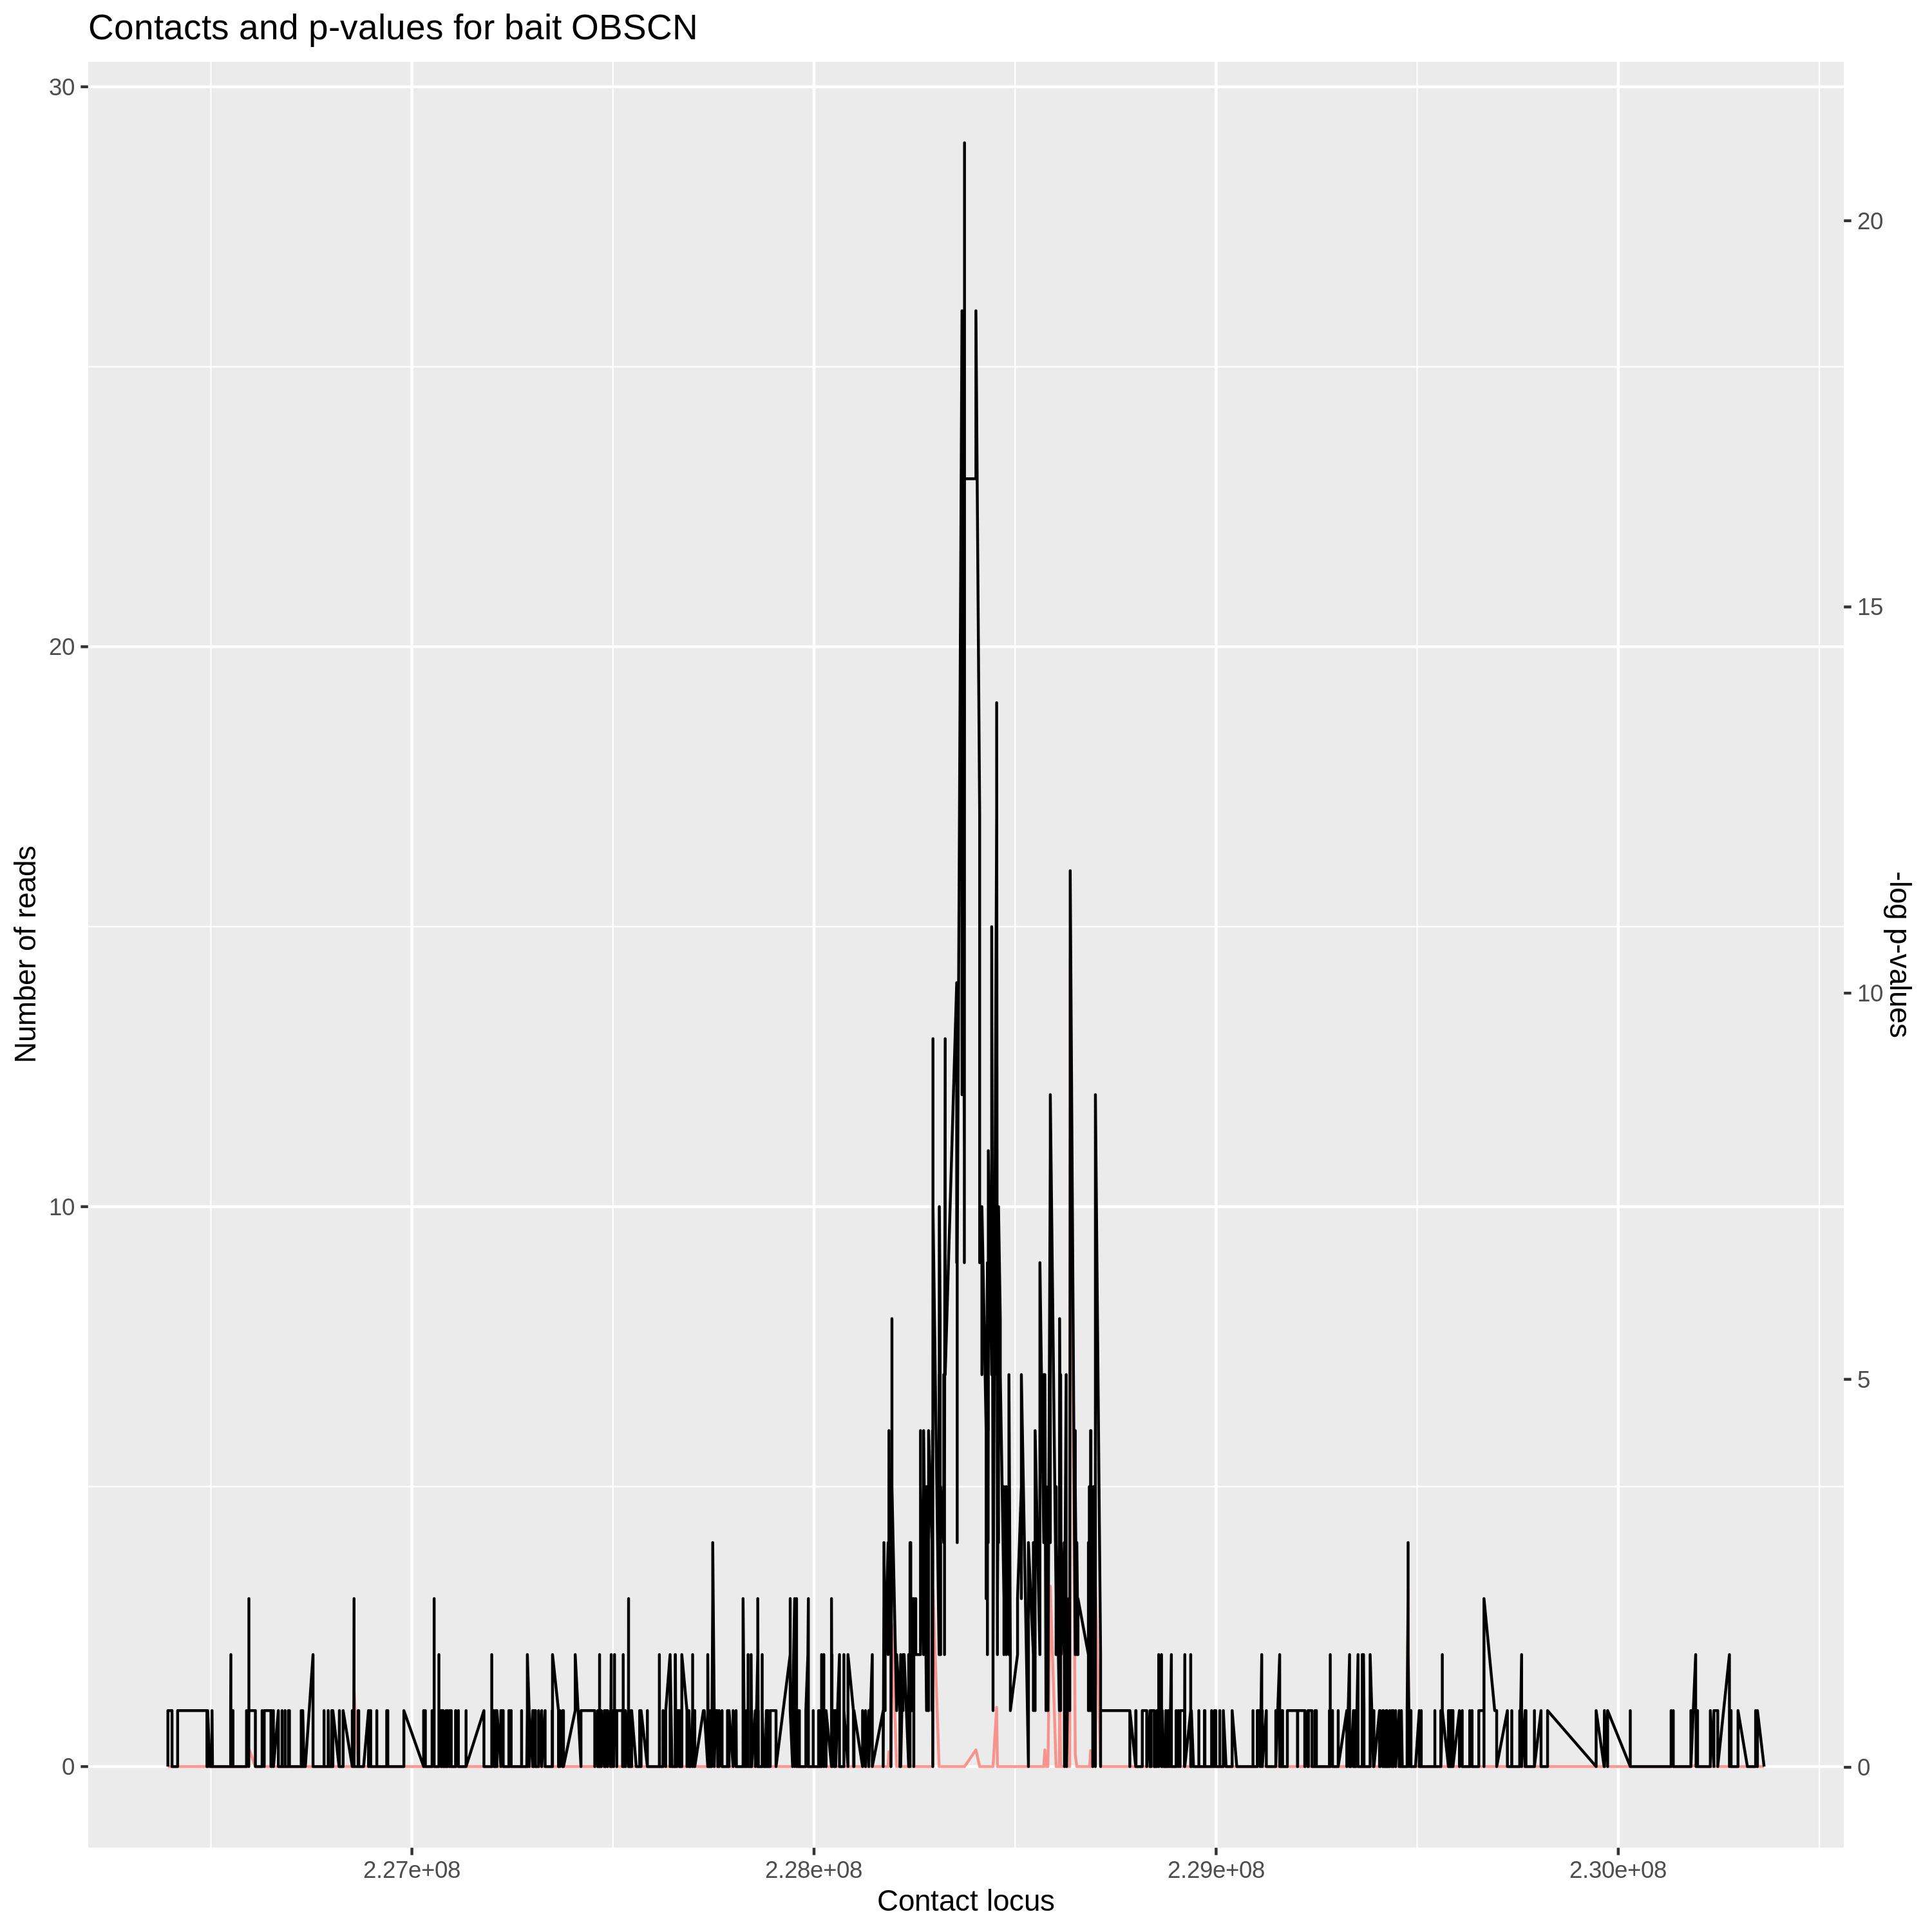 Contacts and p-values for bait OBSCN
30
20
10
0
Number of reads
20
15
10
5
0
-log p-values
2.27e+08
2.28e+08
2.29e+08
2.30e+08
Contact locus